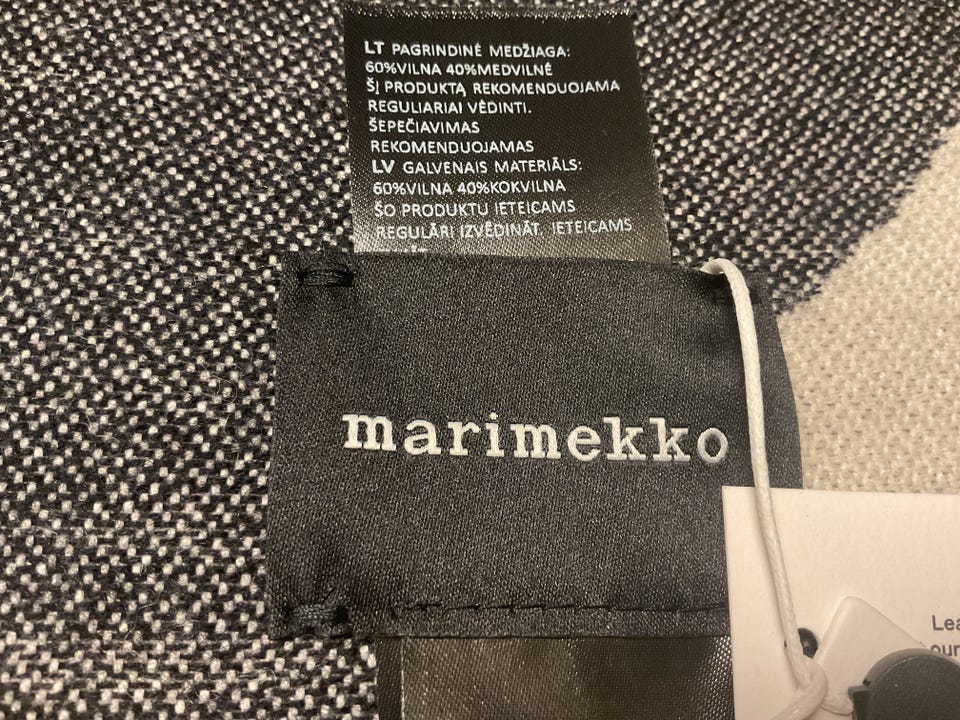 LT PAGRINDINĖ MEDŽIAGA:
60%VILNA 40%MEDVILNĖ
ŠĮ PRODUKTĄ REKOMENDUOJAMA
REGULIARIAI VĖDINTI.
ŠEPEČIAVIMAS
REKOMENDUOJAMAS
LV GALVENAIS MATERIĀLS:
60%VILNA 40%KOKVILNA
ŠO PRODUKTU IETEICAMS
REGULĀRI IZVĒDINĀT. IETEICAMS
marimekko